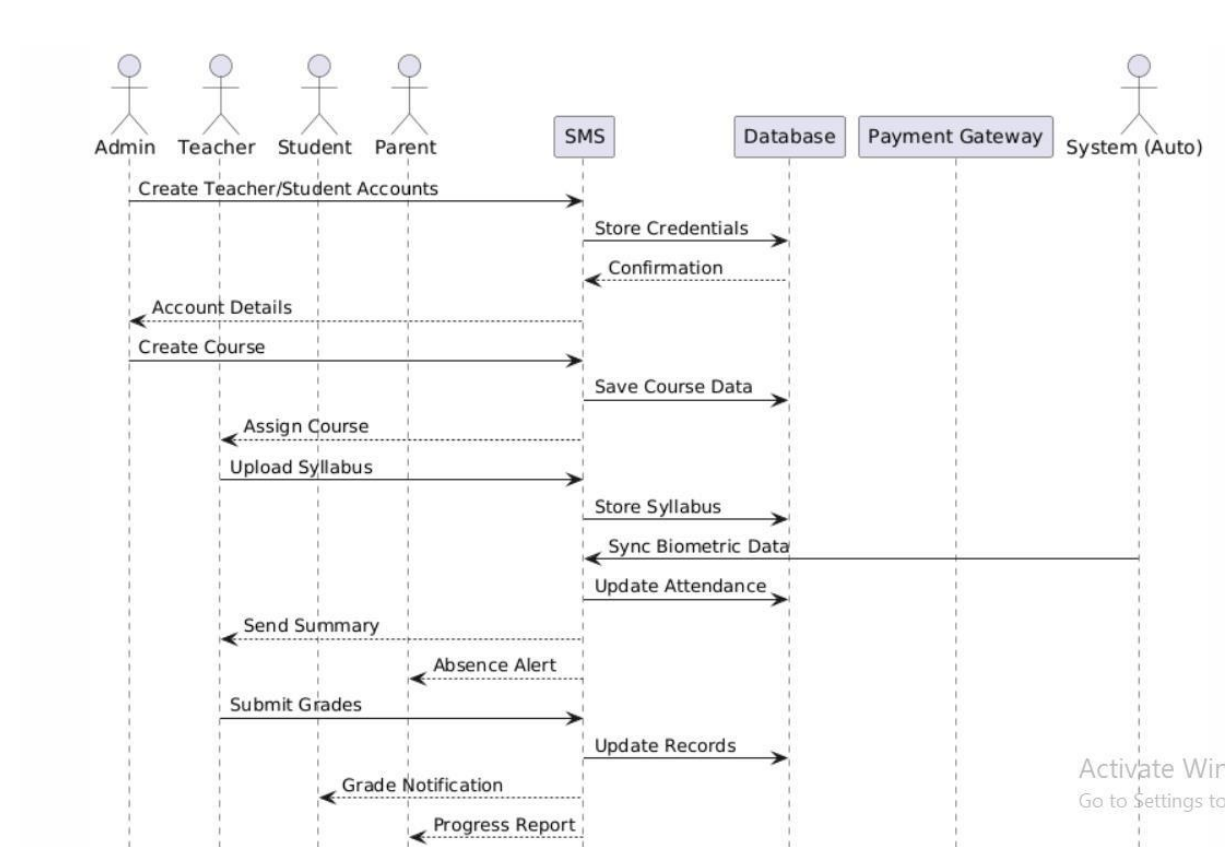 Admin Teacher Student Parent SMS Database Payment Gateway System (Auto)
Create Teacher/Student Accounts
Store Credentials
Confirmation
Account Details
Create Course
Save Course Data
Assign Course
Upload Syllabus
Store Syllabus
Sync Biometric Data
Update Attendance
Send Summary
Absence Alert
Submit Grades
Update Records
Activate Win
Grade Notification
Go to Settings to
Progress Report